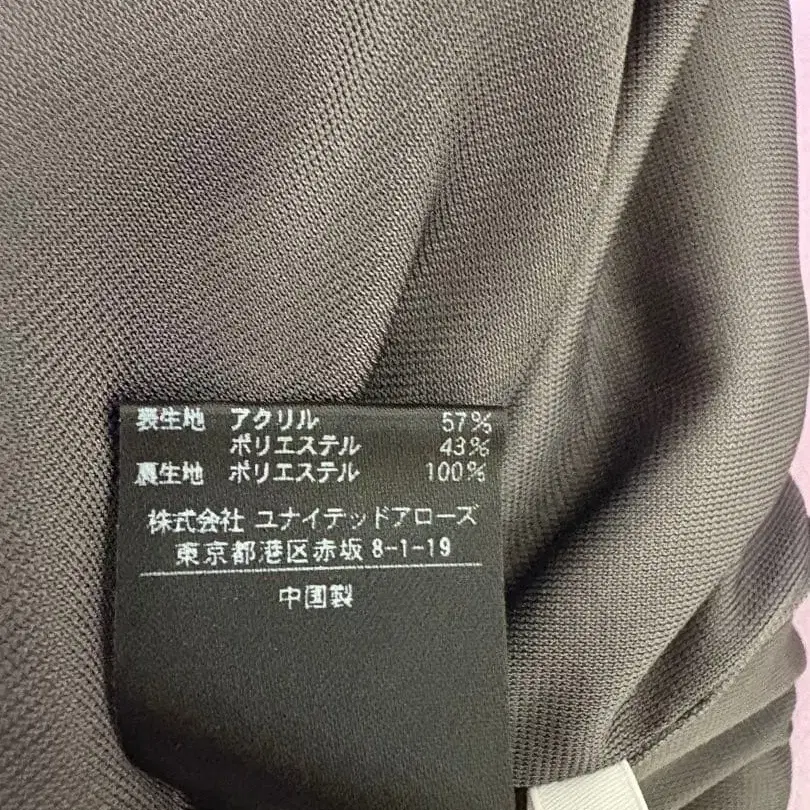 表生地 アクリル 57%
ポリエステル 43%
裏生地 ポリエステル 100%
株式会社 ユナイテッドアローズ
東京都港区赤坂 8-1-19
中国製